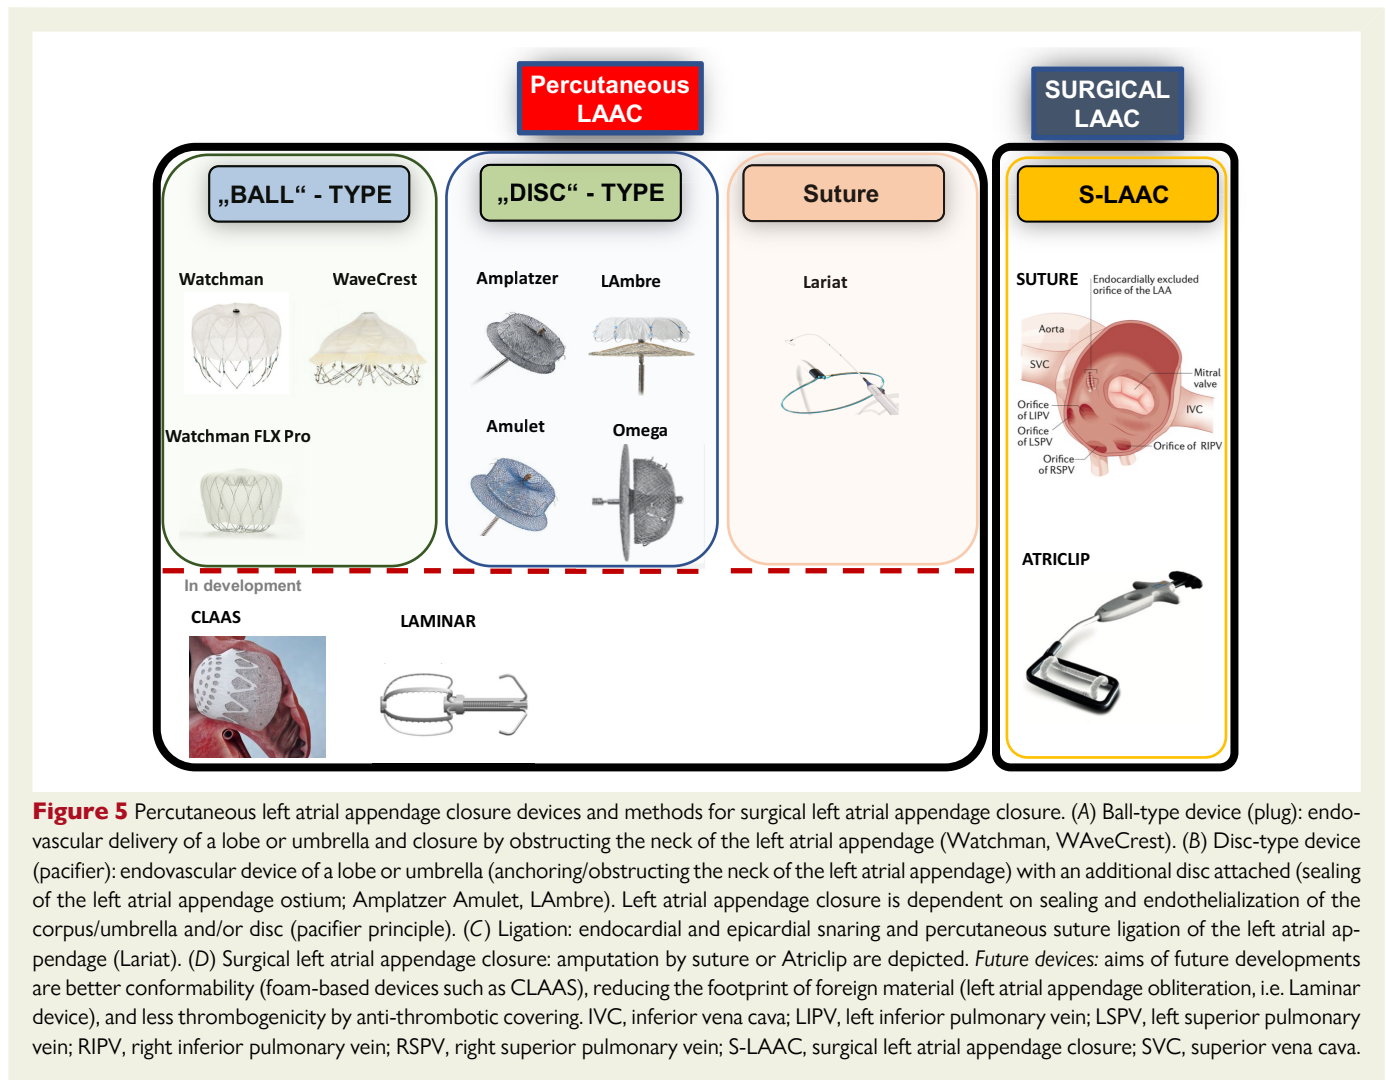 Percutaneous
LAAC
SURGICAL
LAAC
„BALL“ - TYPE
„DISC“ - TYPE
Suture
S-LAAC
Watchman
WaveCrest
Watchman FLX Pro
Amplatzer
LAmbre
Amulet
Omega
Lariat
SUTURE
Endocardially excluded
orifice of the LAA
Aorta
SVC
Mitral
valve
IVC
Orifice
of LIPV
Orifice
of LSPV
Orifice
of RSPV
Orifice of RIPV
ATRICLIP
In development
CLAAS
LAMINAR
Figure 5 Percutaneous left atrial appendage closure devices and methods for surgical left atrial appendage closure. (A) Ball-type device (plug): endo-
vascular delivery of a lobe or umbrella and closure by obstructing the neck of the left atrial appendage (Watchman, WAveCrest). (B) Disc-type device
(pacifier): endovascular device of a lobe or umbrella (anchoring/obstructing the neck of the left atrial appendage) with an additional disc attached (sealing
of the left atrial appendage ostium; Amplatzer Amulet, LAmbre). Left atrial appendage closure is dependent on sealing and endothelialization of the
corpus/umbrella and/or disc (pacifier principle). (C) Ligation: endocardial and epicardial snaring and percutaneous suture ligation of the left atrial ap-
pendage (Lariat). (D) Surgical left atrial appendage closure: amputation by suture or Atriclip are depicted. Future devices: aims of future developments
are better conformability (foam-based devices such as CLAAS), reducing the footprint of foreign material (left atrial appendage obliteration, i.e. Laminar
device), and less thrombogenicity by anti-thrombotic covering. IVC, inferior vena cava; LIPV, left inferior pulmonary vein; LSPV, left superior pulmonary
vein; RIPV, right inferior pulmonary vein; RSPV, right superior pulmonary vein; S-LAAC, surgical left atrial appendage closure; SVC, superior vena cava.